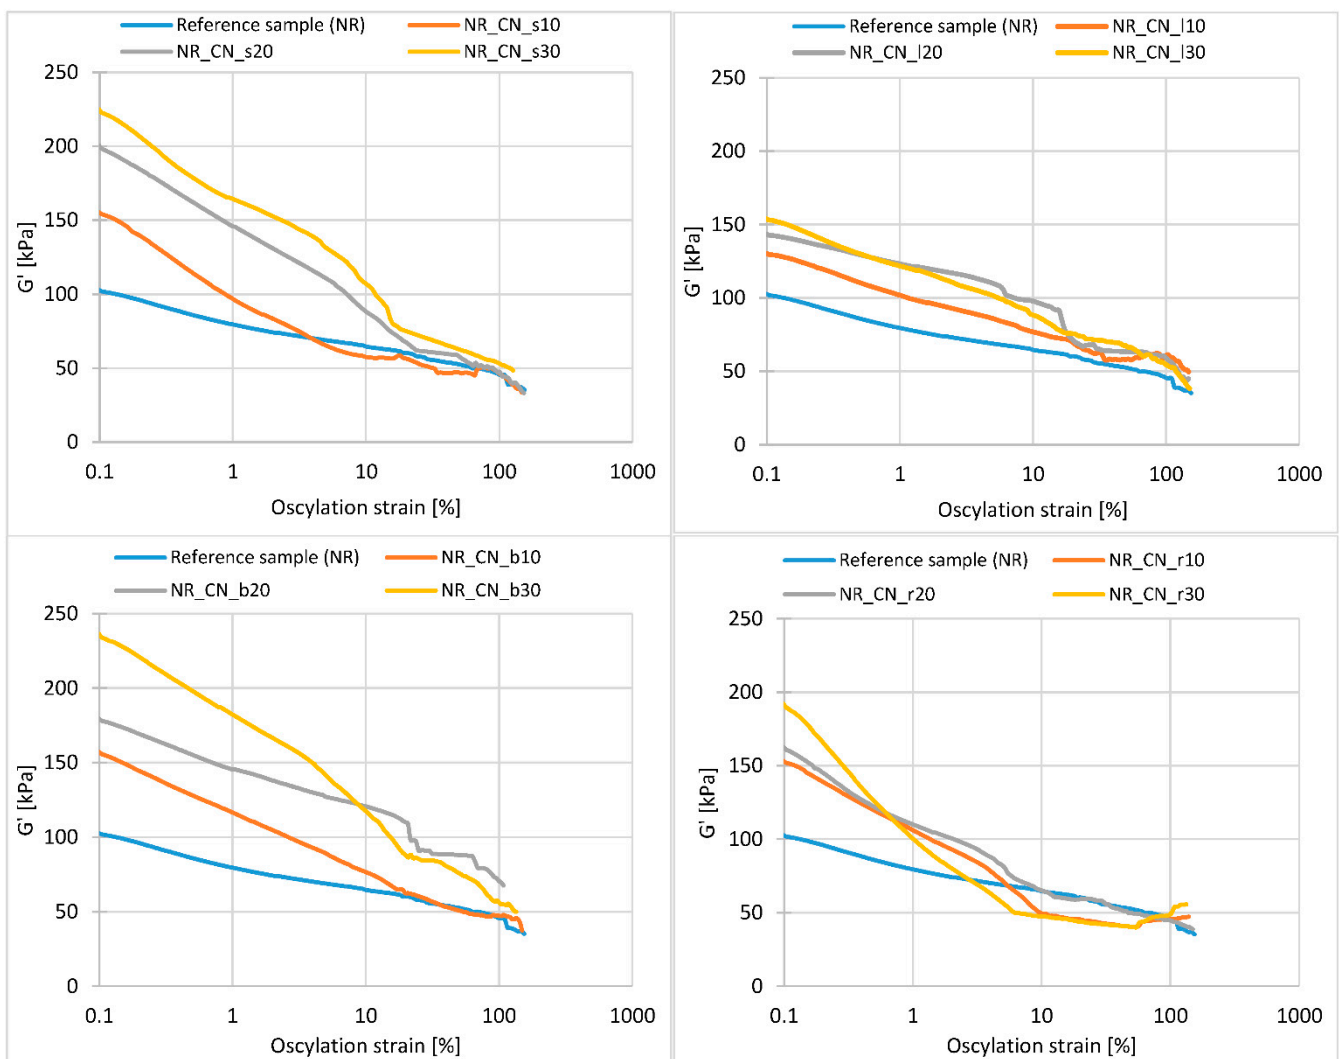 Reference sample (NR) NR_CN_s10
NR_CN_s20 NR_CN_s30
250
200
150
100
50
0
G' [kPa]
0.1 1 10 100 1000
Oscylation strain [%]
Reference sample (NR) NR_CN_l10
NR_CN_l20 NR_CN_l30
250
200
150
100
50
0
G' [kPa]
0.1 1 10 100 1000
Oscylation strain [%]
Reference sample (NR) NR_CN_b10
NR_CN_b20 NR_CN_b30
250
200
150
100
50
0
G' [kPa]
0.1 1 10 100 1000
Oscylation strain [%]
Reference sample (NR) NR_CN_r10
NR_CN_r20 NR_CN_r30
250
200
150
100
50
0
G' [kPa]
0.1 1 10 100 1000
Oscylation strain [%]